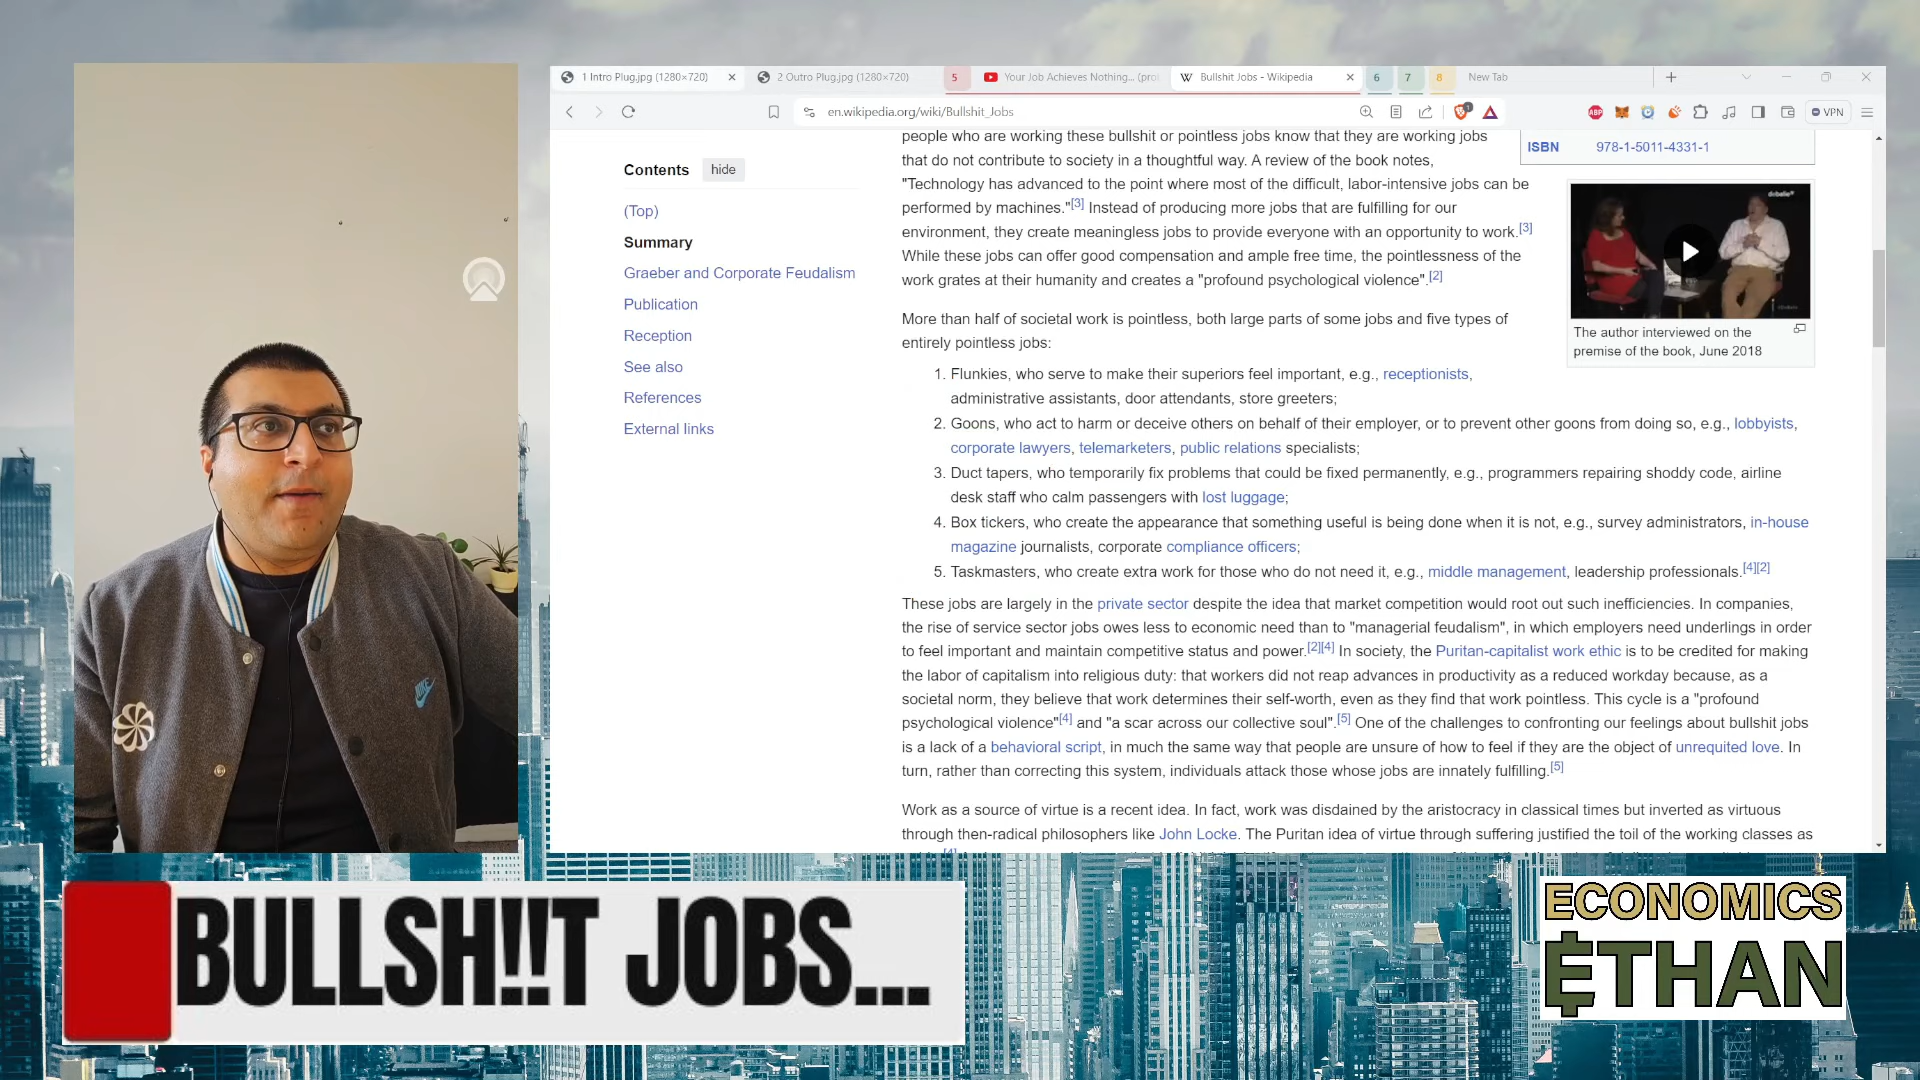 1 Intro Plug.jpg (1280×720)
2 Outro Plug.jpg (1280×720)
5
Your Job Achieves Nothing... (pro
Bullshit Jobs - Wikipedia
6
7
8
New Tab
en.wikipedia.org/wiki/Bullshit_Jobs
1
ABP
VPN
Contents
hide
(Top)
Summary
Graeber and Corporate Feudalism
Publication
Reception
See also
References
External links
people who are working these bullshit or pointless jobs know that they are working jobs
that do not contribute to society in a thoughtful way. A review of the book notes,
"Technology has advanced to the point where most of the difficult, labor-intensive jobs can be
performed by machines."[3] Instead of producing more jobs that are fulfilling for our
environment, they create meaningless jobs to provide everyone with an opportunity to work.[3]
While these jobs can offer good compensation and ample free time, the pointlessness of the
work grates at their humanity and creates a "profound psychological violence".[2]
More than half of societal work is pointless, both large parts of some jobs and five types of
entirely pointless jobs:
1. Flunkies, who serve to make their superiors feel important, e.g., receptionists,
administrative assistants, door attendants, store greeters;
2. Goons, who act to harm or deceive others on behalf of their employer, or to prevent other goons from doing so, e.g., lobbyists,
corporate lawyers, telemarketers, public relations specialists;
3. Duct tapers, who temporarily fix problems that could be fixed permanently, e.g., programmers repairing shoddy code, airline
desk staff who calm passengers with lost luggage;
4. Box tickers, who create the appearance that something useful is being done when it is not, e.g., survey administrators, in-house
magazine journalists, corporate compliance officers;
5. Taskmasters, who create extra work for those who do not need it, e.g., middle management, leadership professionals.[4][2]
These jobs are largely in the private sector despite the idea that market competition would root out such inefficiencies. In companies,
the rise of service sector jobs owes less to economic need than to "managerial feudalism", in which employers need underlings in order
to feel important and maintain competitive status and power.[2][4] In society, the Puritan-capitalist work ethic is to be credited for making
the labor of capitalism into religious duty: that workers did not reap advances in productivity as a reduced workday because, as a
societal norm, they believe that work determines their self-worth, even as they find that work pointless. This cycle is a "profound
psychological violence"[4] and "a scar across our collective soul".[5] One of the challenges to confronting our feelings about bullshit jobs
is a lack of a behavioral script, in much the same way that people are unsure of how to feel if they are the object of unrequited love. In
turn, rather than correcting this system, individuals attack those whose jobs are innately fulfilling.[5]
Work as a source of virtue is a recent idea. In fact, work was disdained by the aristocracy in classical times but inverted as virtuous
through then-radical philosophers like John Locke. The Puritan idea of virtue through suffering justified the toil of the working classes as
ISBN 978-1-5011-4331-1
The author interviewed on the
premise of the book, June 2018
BULLSH!!T JOBS...
ECONOMICS
ETHAN